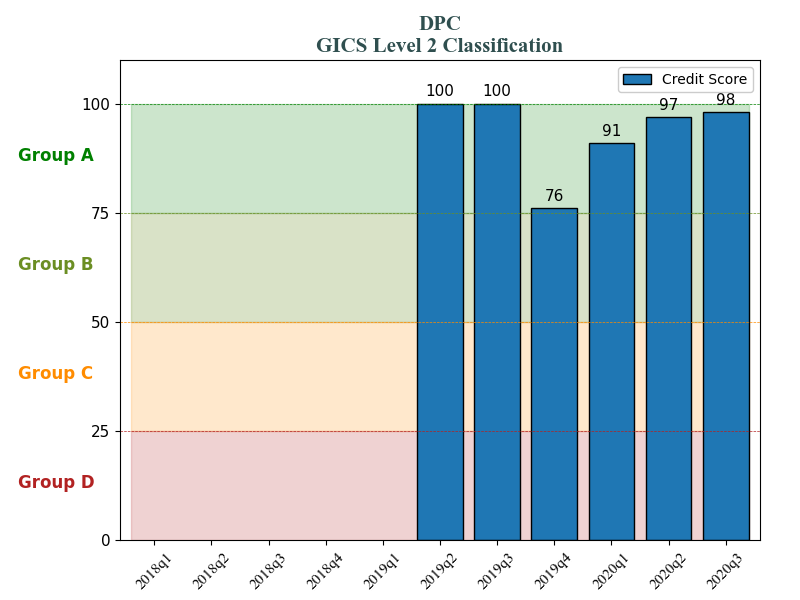 DPC
GICS Level 2 Classification
Credit Score
100
100
76
91
97
98
100
75
50
25
0
Group A
Group B
Group C
Group D
2018q1
2018q2
2018q3
2018q4
2019q1
2019q2
2019q3
2019q4
2020q1
2020q2
2020q3